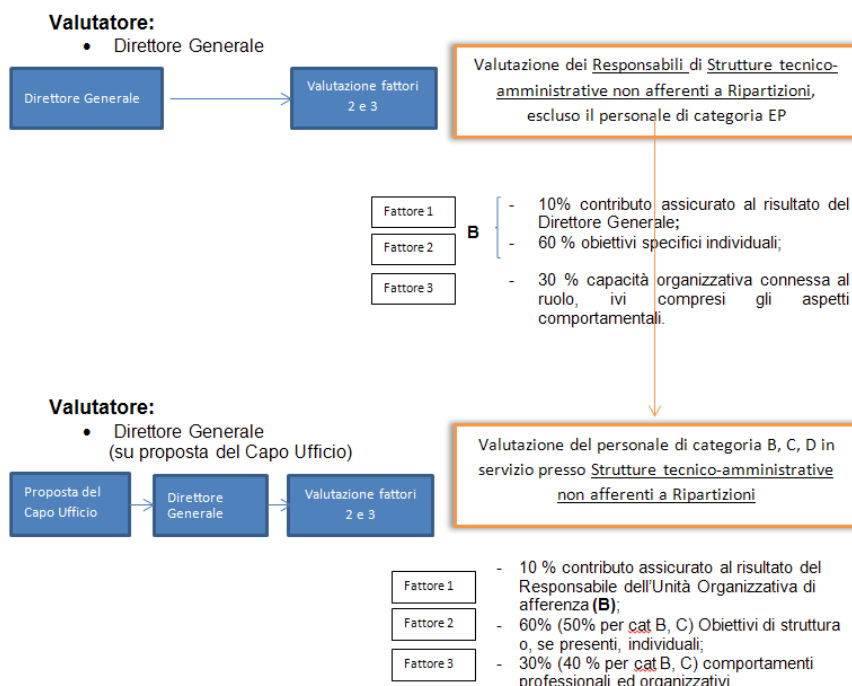 Valutatore:
• Direttore Generale
Direttore Generale
Valutazione fattori
2 e 3
Valutazione dei Responsabili di Strutture tecnico-
amministrative non afferenti a Ripartizioni,
escluso il personale di categoria EP
Fattore 1
Fattore 2
Fattore 3
B
- 10% contributo assicurato al risultato del
Direttore Generale;
- 60 % obiettivi specifici individuali;
- 30 % capacità organizzativa connessa al
ruolo, ivi compresi gli aspetti
comportamentali.
Valutatore:
• Direttore Generale
(su proposta del Capo Ufficio)
Proposta del
Capo Ufficio
Direttore
Generale
Valutazione fattori
2 e 3
Valutazione del personale di categoria B, C, D in
servizio presso Strutture tecnico-amministrative
non afferenti a Ripartizioni
Fattore 1
Fattore 2
Fattore 3
- 10 % contributo assicurato al risultato del
Responsabile dell'Unità Organizzativa di
afferenza (B);
- 60% (50% per cat B, C) Obiettivi di struttura
o, se presenti, individuali;
- 30% (40 % per cat B, C) comportamenti
professionali ed organizzativi.